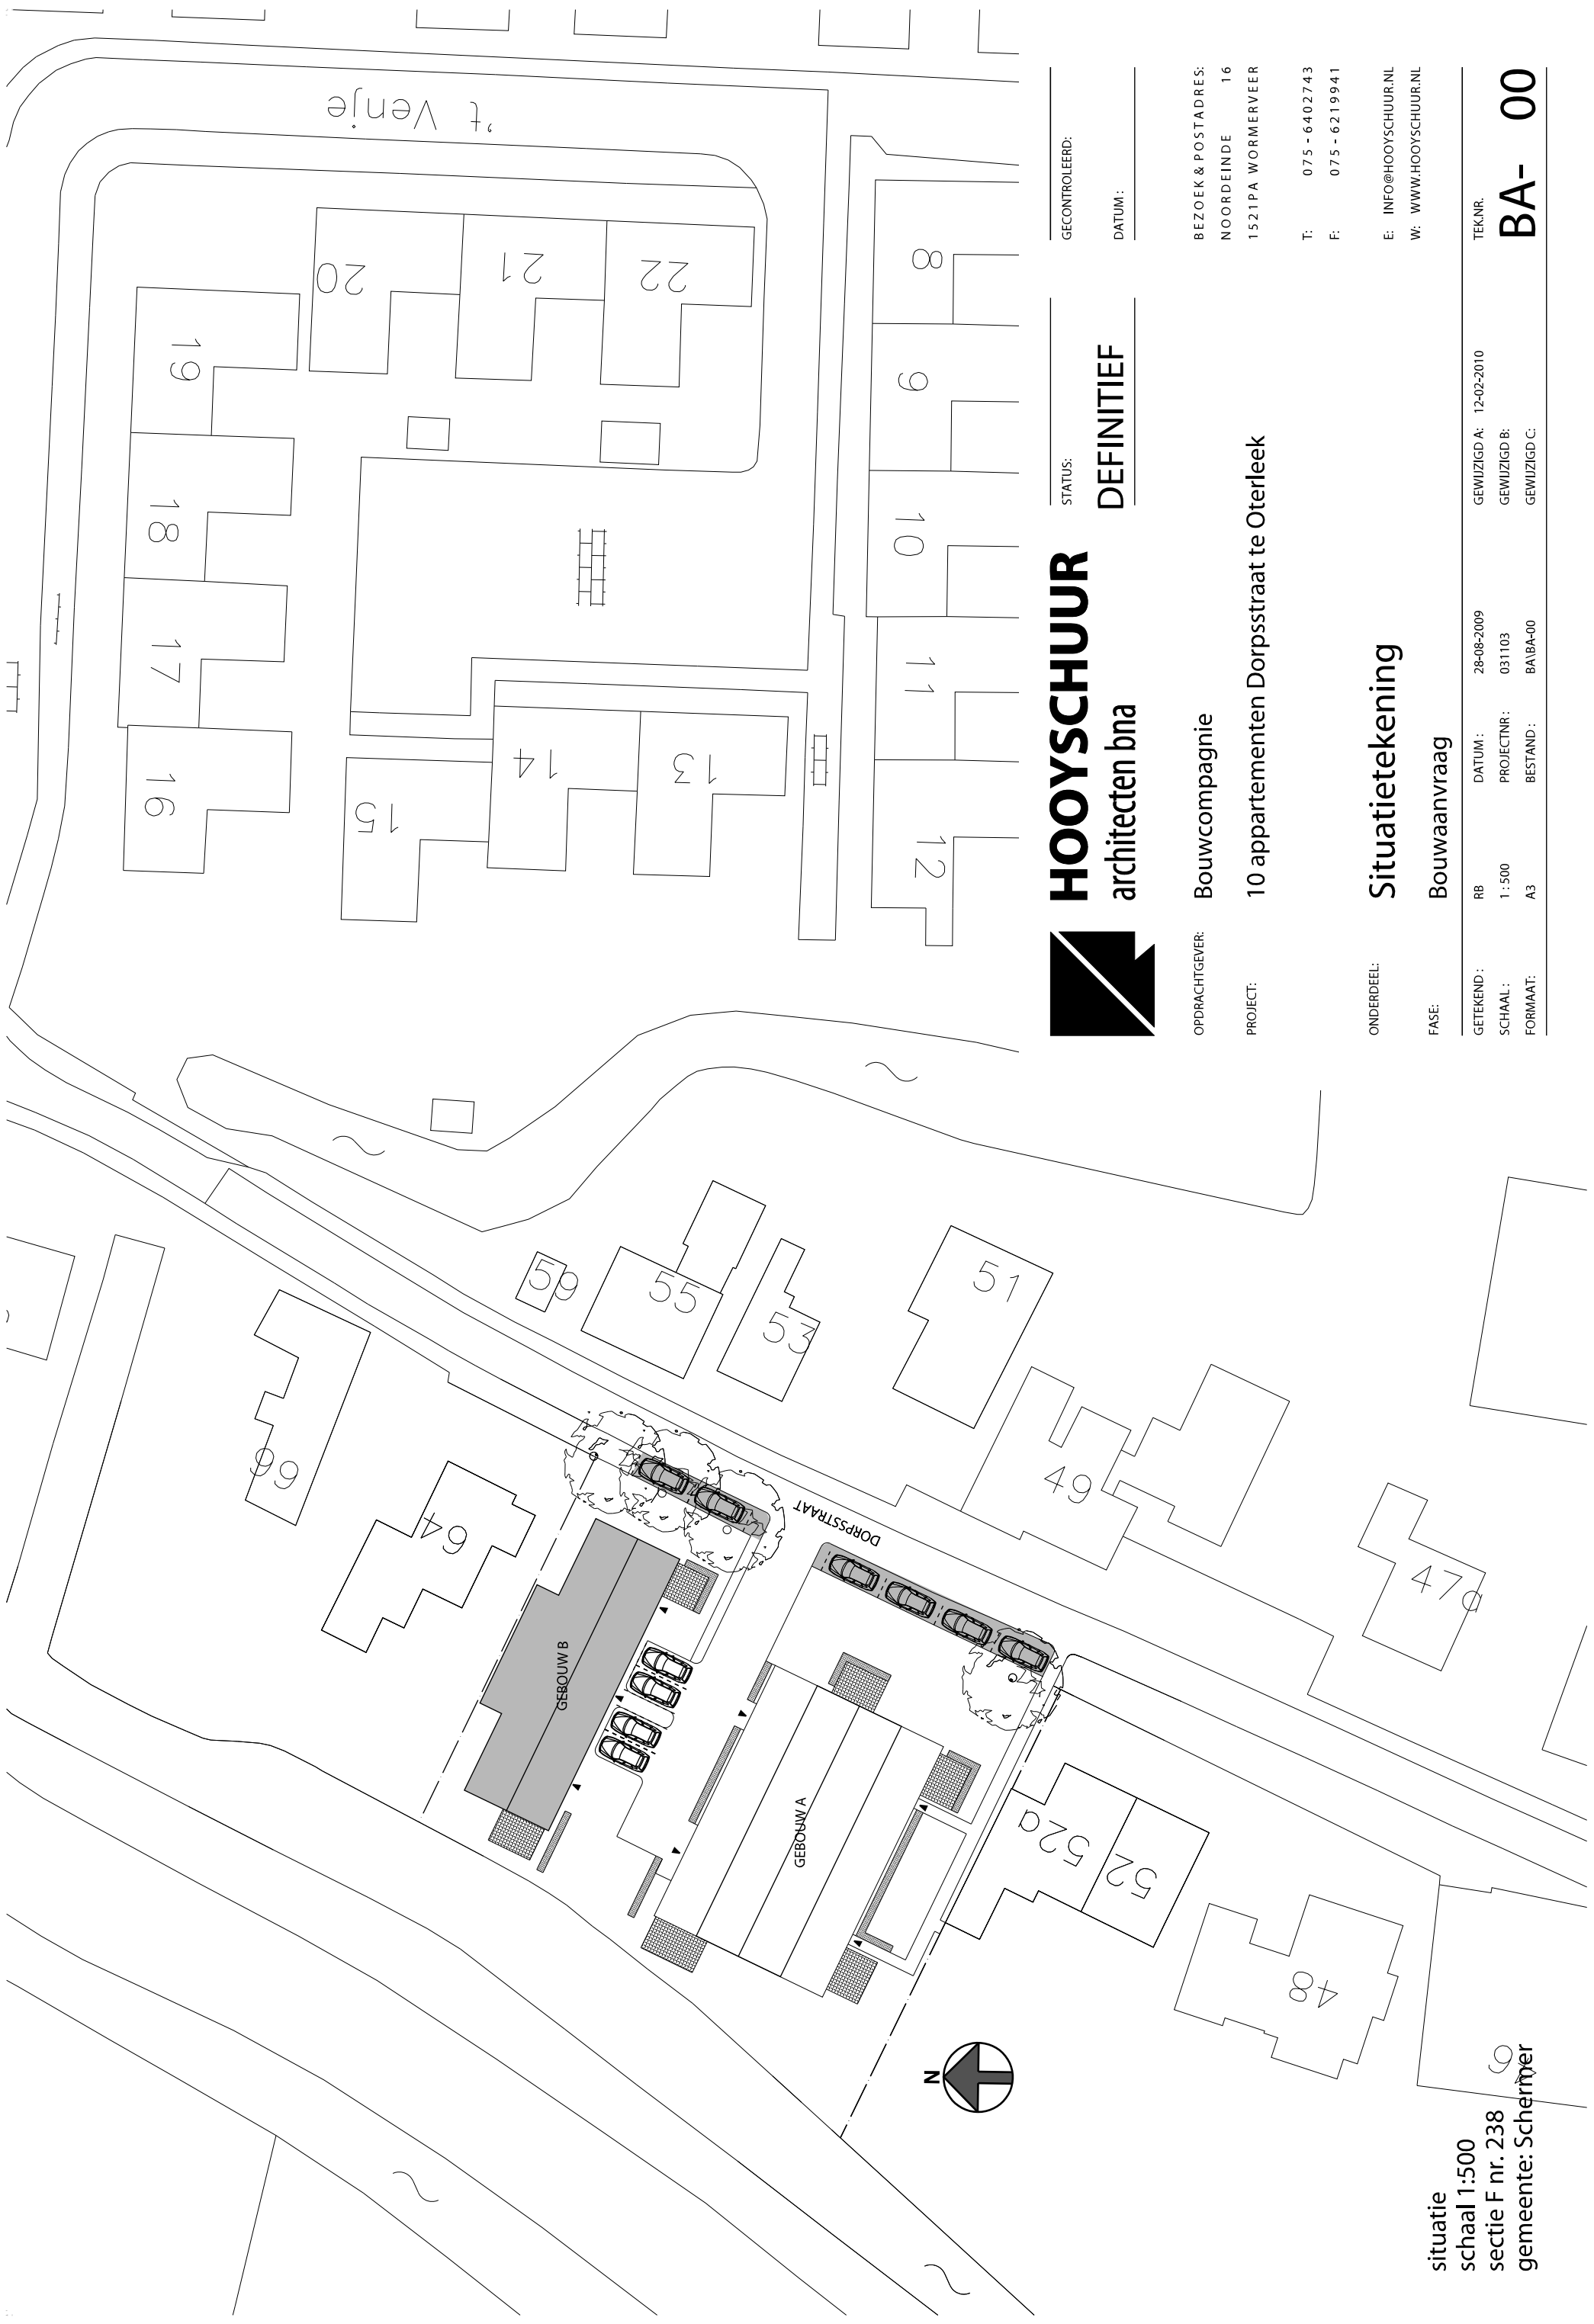 't Venje
19
20
21
22
18
17
16
15
14
13
8
9
10
11
12
59
55
53
51
49
47a
66
64
DORPSSTRAAT
GEBOUW B
GEBOUW A
52a
52
48
N
situatie
schaal 1:500
sectie F nr. 238
gemeente: Schermer
HOOYSCHUUR
architecten bna
STATUS:
DEFINITIEF
GECONTROLEERD:
DATUM :
OPDRACHTGEVER: Bouwcompagnie
PROJECT: 10 appartementen Dorpsstraat te Oterleek
BEZOEK & POSTADRES:
NOORDEINDE 16
1521PA WORMERVEER
T: 075 - 6402743
F: 075 - 6219941
E: INFO@HOOYSCHUUR.NL
W: WWW.HOOYSCHUUR.NL
ONDERDEEL: Situatietekening
FASE: Bouwaanvraag
GETEKEND : RB DATUM : 28-08-2009 GEWIJZIGD A: 12-02-2010 TEK.NR.
SCHAAL : 1 : 500 PROJECTNR : 031103 GEWIJZIGD B:
FORMAAT: A3 BESTAND : BA\BA-00 GEWIJZIGD C:
BA- 00